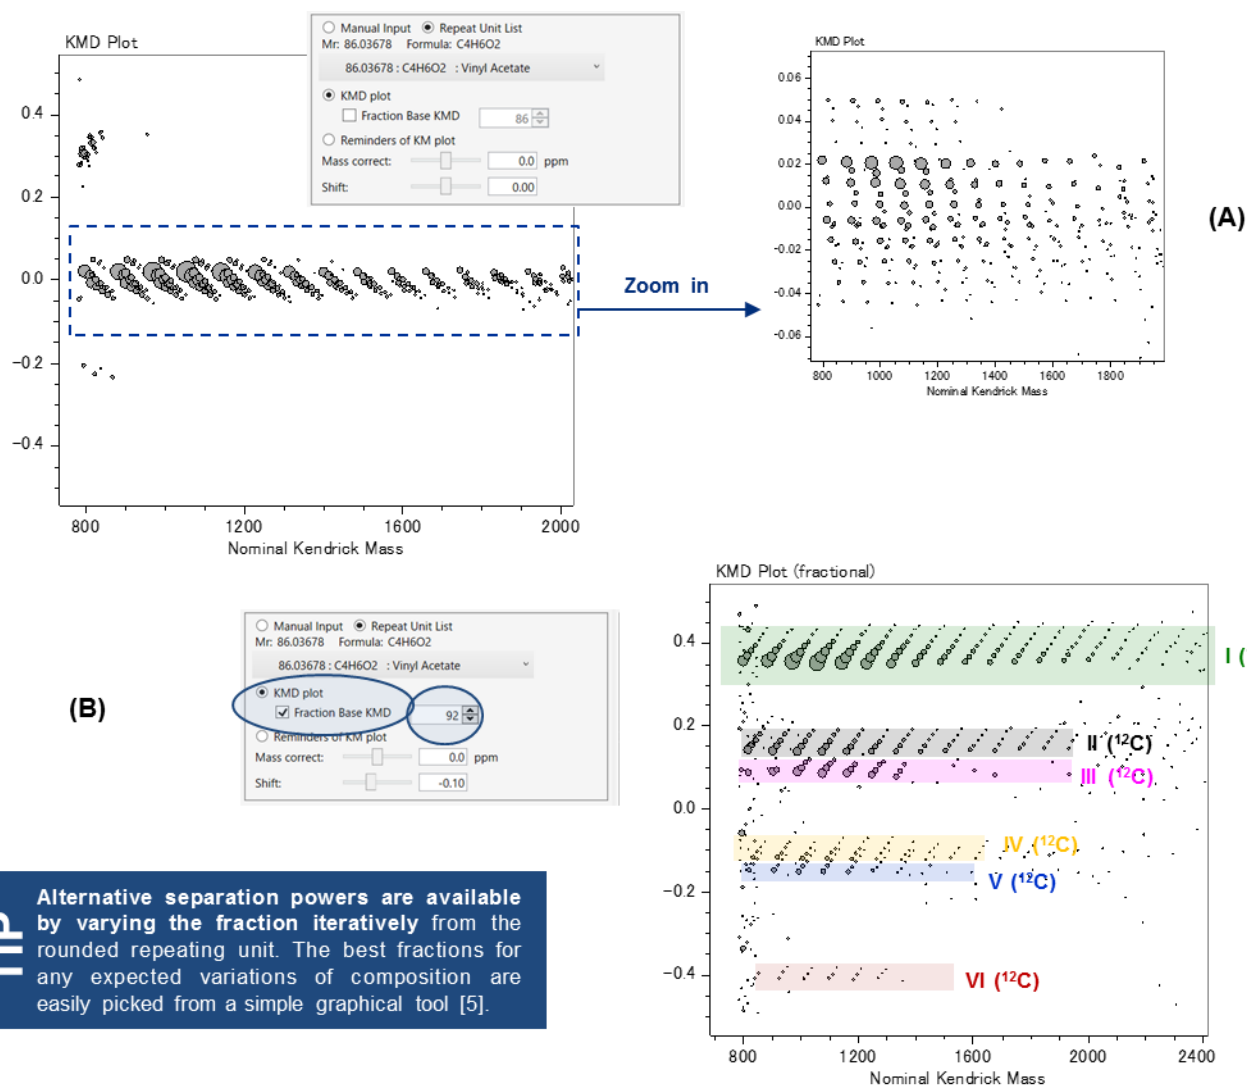 KMD Plot
Manual Input Repeat Unit List
Mr: 86.03678 Formula: C4H6O2
86.03678 : C4H6O2 : Vinyl Acetate
KMD plot
Fraction Base KMD 86
Reminders of KM plot
Mass correct: 0.0 ppm
Shift: 0.00
0.4
0.2
0.0
−0.2
−0.4
800 1200 1600 2000
Nominal Kendrick Mass
Zoom in
KMD Plot
0.06
0.04
0.02
0.00
−0.02
−0.04
−0.06
800 1000 1200 1400 1600 1800
Nominal Kendrick Mass
(A)
(B)
Manual Input Repeat Unit List
Mr: 86.03678 Formula: C4H6O2
86.03678 : C4H6O2 : Vinyl Acetate
KMD plot
Fraction Base KMD 92
Reminders of KM plot
Mass correct: 0.0 ppm
Shift: -0.10
KMD Plot (fractional)
0.4
0.2
0.0
−0.2
−0.4
I (
II (¹²C)
III (¹²C)
IV (¹²C)
V (¹²C)
VI (¹²C)
800 1200 1600 2000 2400
Nominal Kendrick Mass
TIP
Alternative separation powers are available
by varying the fraction iteratively from the
rounded repeating unit. The best fractions for
any expected variations of composition are
easily picked from a simple graphical tool [5].